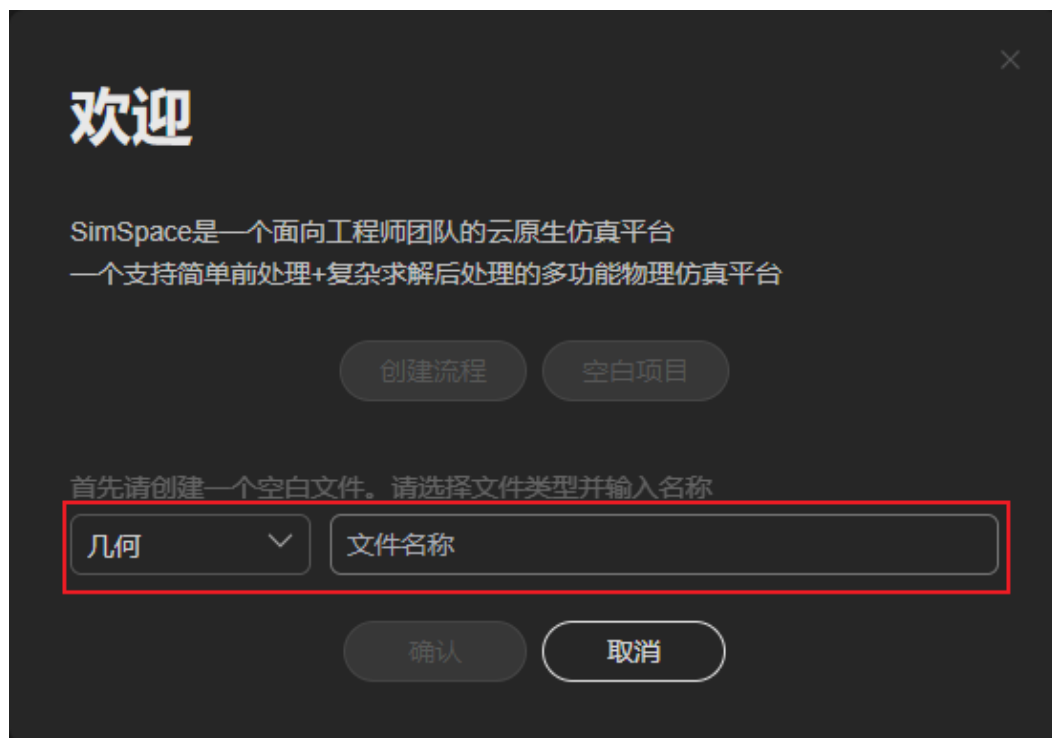 欢迎
SimSpace是一个面向工程师团队的云原生仿真平台
一个支持简单前处理+复杂求解后处理的多功能物理仿真平台
创建流程 空白项目
首先请创建一个空白文件。请选择文件类型并输入名称
几何 文件名称
确认 取消